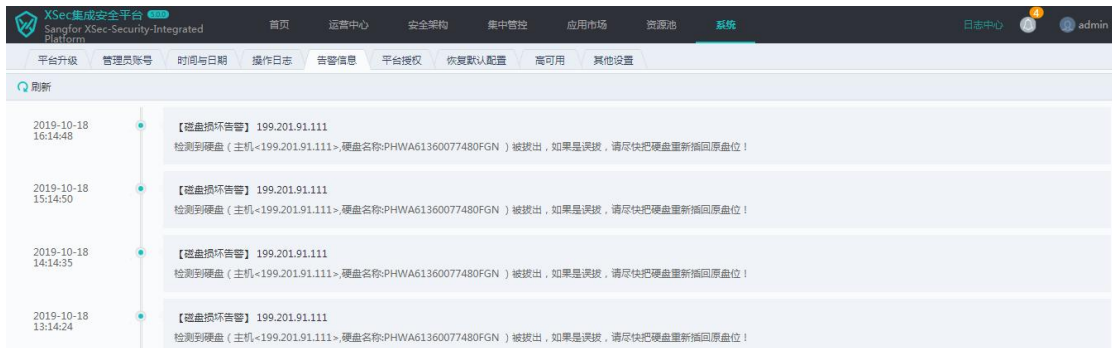 XSec集成安全平台 5.0.0
Sangfor XSec-Security-Integrated
Platform
首页 运营中心 安全架构 集中管控 应用市场 资源池 系统
日志中心 4 admin
平台升级 管理员账号 时间与日期 操作日志 告警信息 平台授权 恢复默认配置 高可用 其他设置
刷新
2019-10-18
16:14:48
【磁盘损坏告警】 199.201.91.111
检测到硬盘（主机<199.201.91.111>,硬盘名称:PHWA61360077480FGN ）被拔出，如果是误拔，请尽快把硬盘重新插回原盘位！
2019-10-18
15:14:50
【磁盘损坏告警】 199.201.91.111
检测到硬盘（主机<199.201.91.111>,硬盘名称:PHWA61360077480FGN ）被拔出，如果是误拔，请尽快把硬盘重新插回原盘位！
2019-10-18
14:14:35
【磁盘损坏告警】 199.201.91.111
检测到硬盘（主机<199.201.91.111>,硬盘名称:PHWA61360077480FGN ）被拔出，如果是误拔，请尽快把硬盘重新插回原盘位！
2019-10-18
13:14:24
【磁盘损坏告警】 199.201.91.111
检测到硬盘（主机<199.201.91.111>,硬盘名称:PHWA61360077480FGN ）被拔出，如果是误拔，请尽快把硬盘重新插回原盘位！